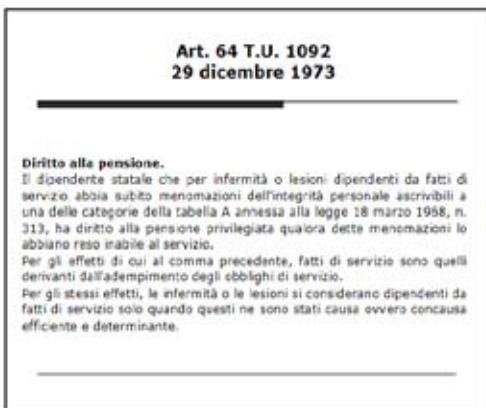 Art. 64 T.U. 1092
29 dicembre 1973
Diritto alla pensione.
Il dipendente statale che per infermità o lesioni dipendenti da fatti di
servizio abbia subito menomazioni dell'integrità personale ascrivibili a
una delle categorie della tabella A annessa alla legge 18 marzo 1968, n.
313, ha diritto alla pensione privilegiata qualora dette menomazioni lo
abbiano reso inabile al servizio.
Per gli effetti di cui al comma precedente, fatti di servizio sono quelli
derivanti dall'adempimento degli obblighi di servizio.
Per gli stessi effetti, le infermità o le lesioni si considerano dipendenti da
fatti di servizio solo quando questi ne sono stati causa ovvero concausa
efficiente e determinante.